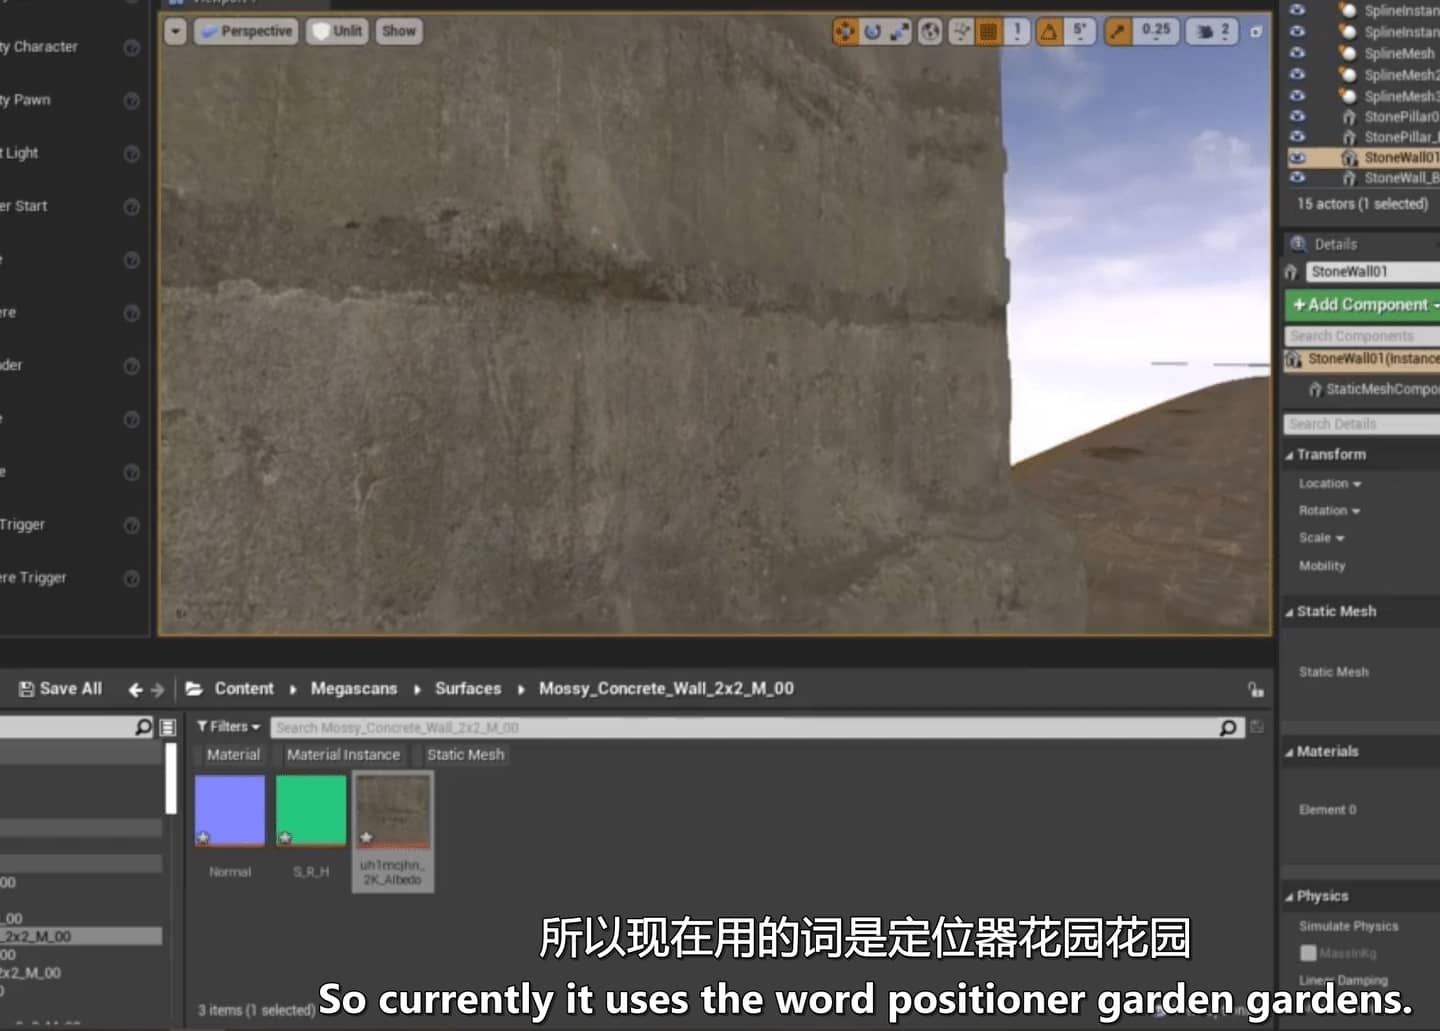 Perspective
Unlit
Show
1
5°
0.25
2
ty Character
ty Pawn
t Light
er Start
e
ere
der
e
e
Trigger
ere Trigger
SplineInstan
SplineInstan
SplineMesh
SplineMesh2
SplineMesh3
StonePillar0
StonePillar_
StoneWall01
StoneWall_B
15 actors (1 selected)
Details
StoneWall01
+Add Component
Search Components
StoneWall01(Instance
StaticMeshCompo
Search Details
Transform
Location
Rotation
Scale
Mobility
Static Mesh
Static Mesh
Materials
Element 0
Physics
Simulate Physics
MassInKg
Linear Damping
Save All
Content
Megascans
Surfaces
Mossy_Concrete_Wall_2x2_M_00
Filters
Search Mossy_Concrete_Wall_2x2_M_00
Material
Material Instance
Static Mesh
Normal
S_R_H
uh1mcjhn_
2K_Albedo
00
_00
_2x2_M_00
00
2x2_M_00
3 items (1 selected)
所以现在用的词是定位器花园花园
So currently it uses the word positioner garden gardens.